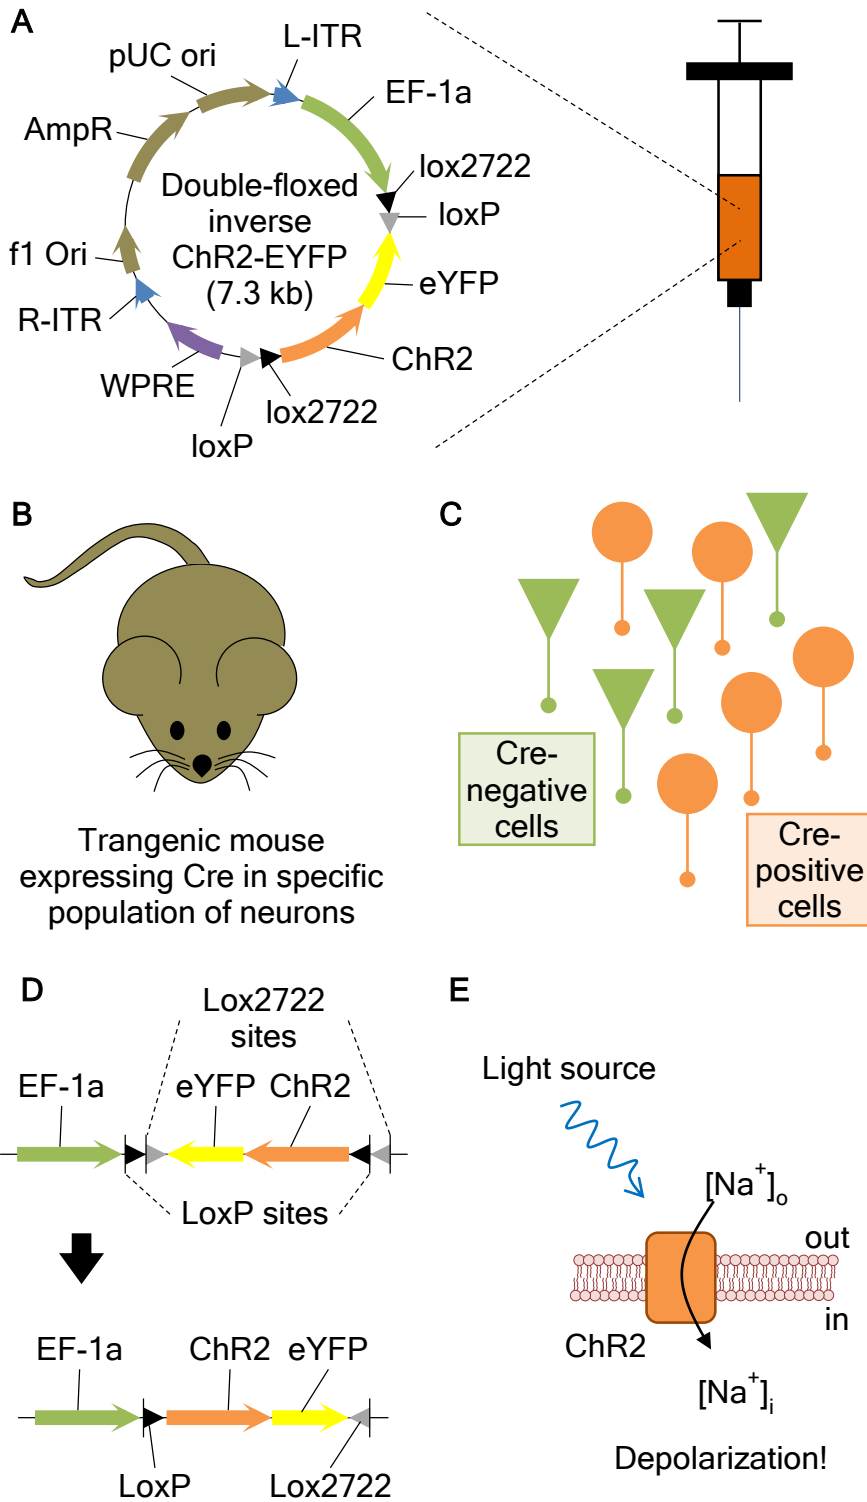 A
pUC ori
L-ITR
EF-1a
AmpR
lox2722
loxP
Double-floxed
inverse
ChR2-EYFP
(7.3 kb)
f1 Ori
eYFP
R-ITR
ChR2
WPRE
lox2722
loxP
B
Trangenic mouse
expressing Cre in specific
population of neurons
C
Cre-
negative
cells
Cre-
positive
cells
D
Lox2722
sites
EF-1a
eYFP
ChR2
LoxP sites
EF-1a
ChR2
eYFP
LoxP
Lox2722
E
Light source
[Na⁺]ₒ
out
in
ChR2
[Na⁺]ᵢ
Depolarization!